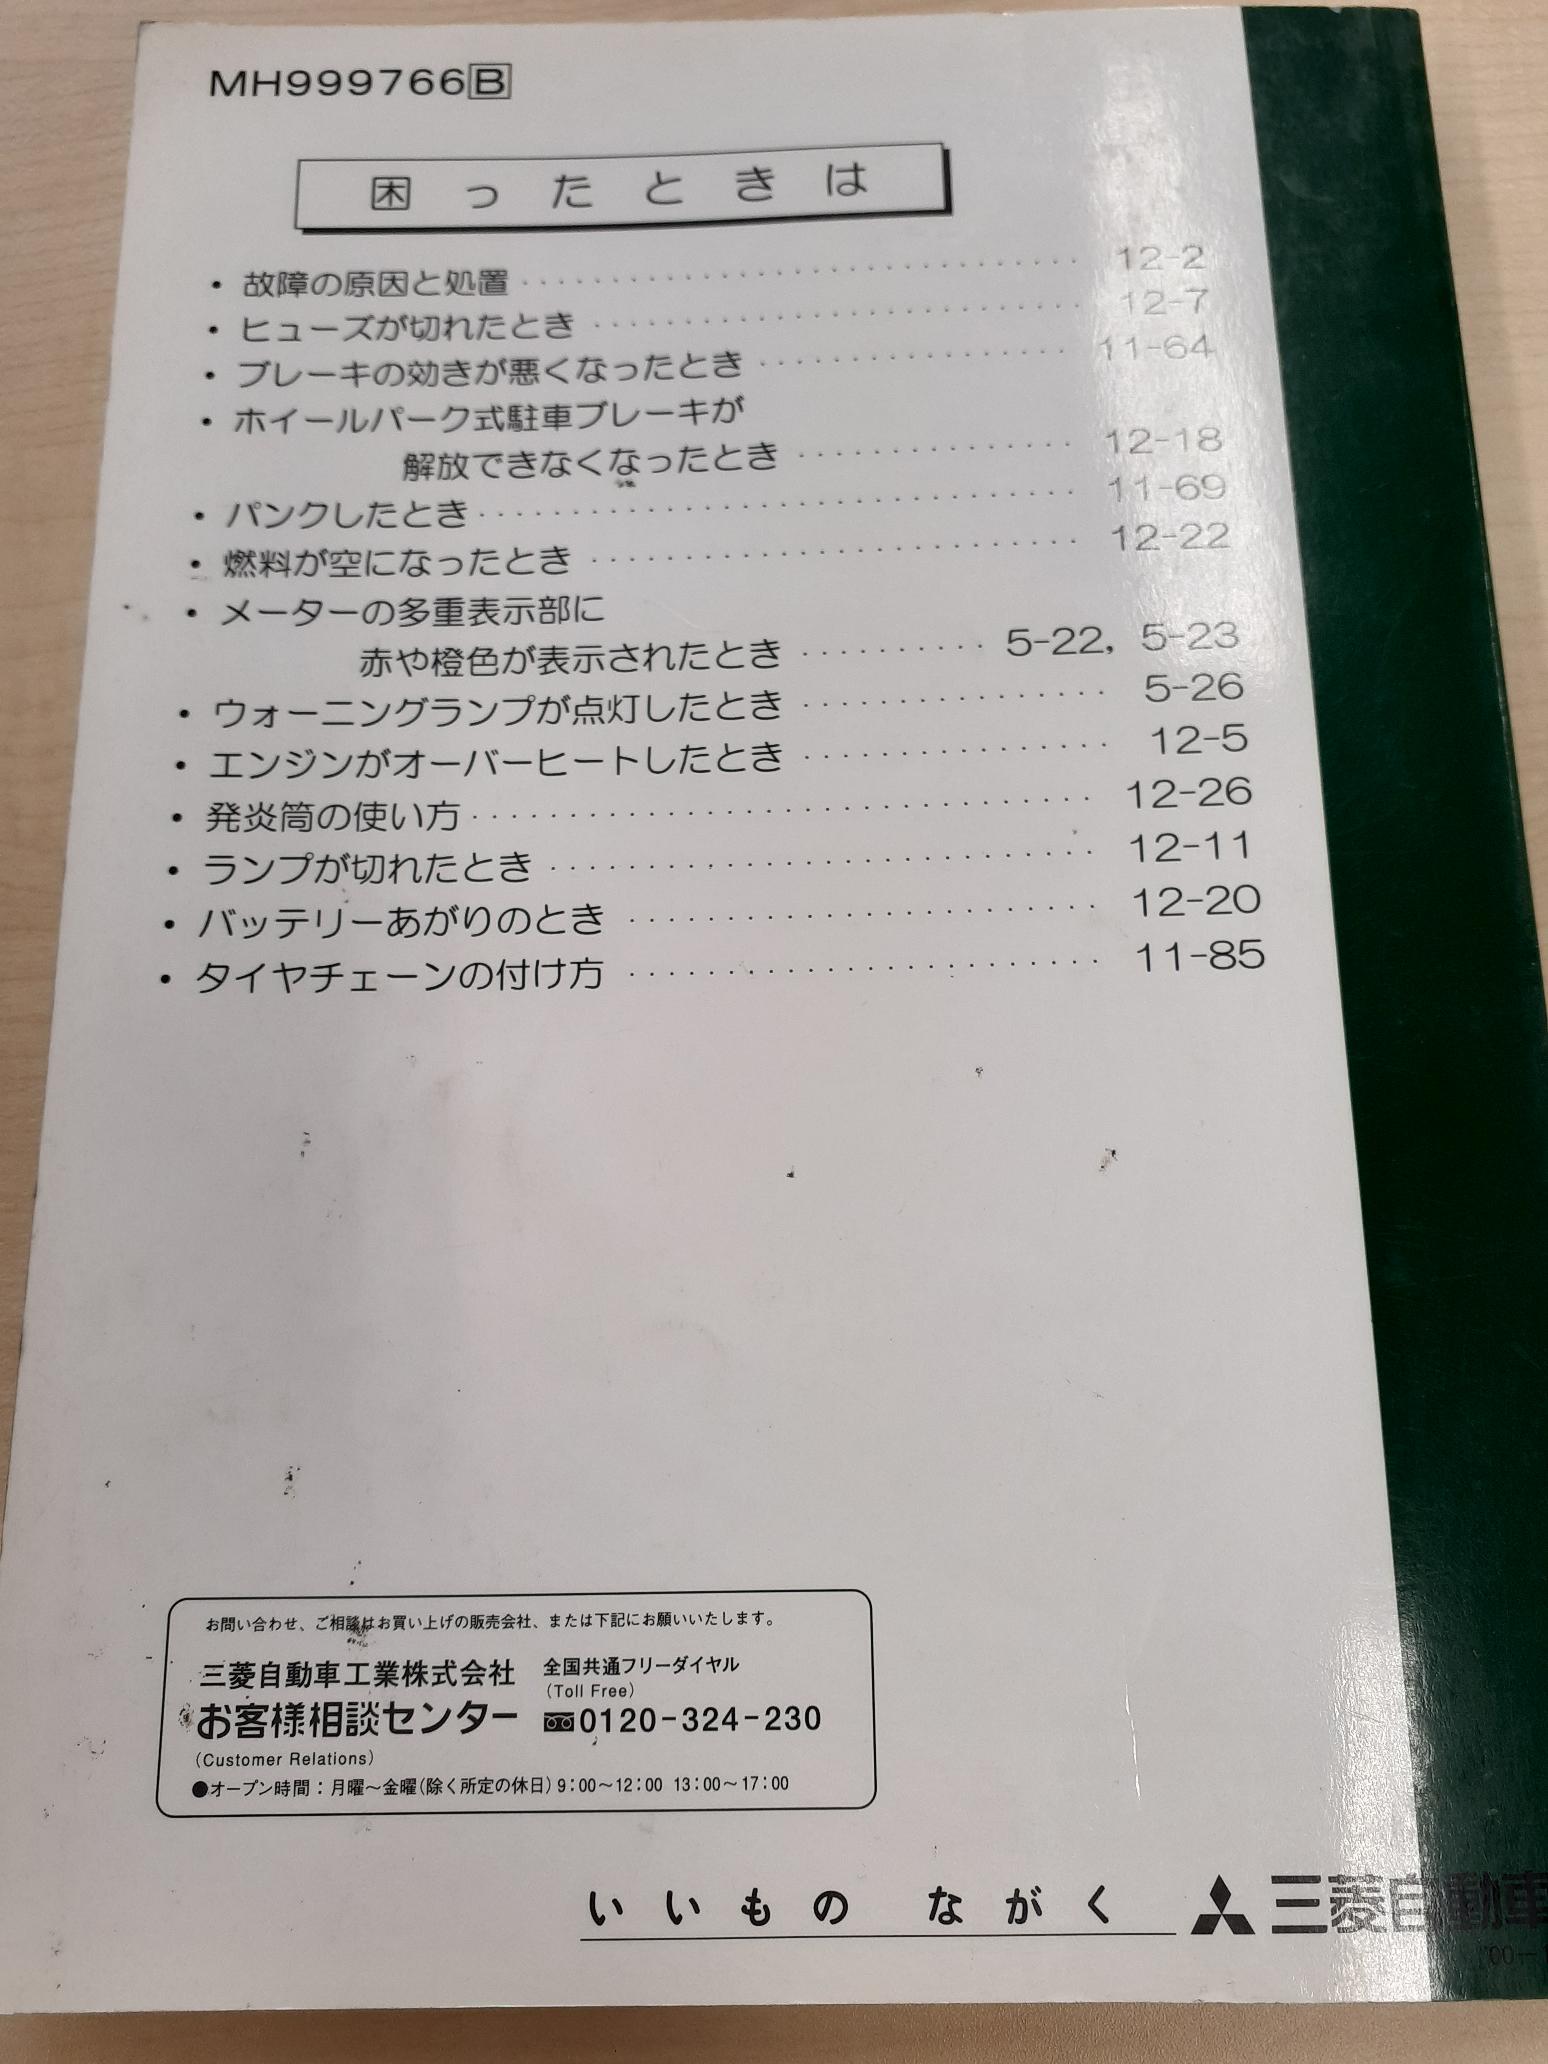 MH999766B
困ったときは
・故障の原因と処置 12-2
・ヒューズが切れたとき 12-7
・ブレーキの効きが悪くなったとき 11-64
・ホイールパーク式駐車ブレーキが
解放できなくなったとき 12-18
・パンクしたとき 11-69
・燃料が空になったとき 12-22
・メーターの多重表示部に
赤や橙色が表示されたとき 5-22, 5-23
・ウォーニングランプが点灯したとき 5-26
・エンジンがオーバーヒートしたとき 12-5
・発炎筒の使い方 12-26
・ランプが切れたとき 12-11
・バッテリーあがりのとき 12-20
・タイヤチェーンの付け方 11-85
お問い合わせ、ご相談はお買い上げの販売会社、または下記にお願いいたします。
三菱自動車工業株式会社 全国共通フリーダイヤル
(Toll Free)
お客様相談センター 0120-324-230
(Customer Relations)
●オープン時間：月曜～金曜(除く所定の休日) 9:00～12:00 13:00～17:00
いいものながく 三菱自動車